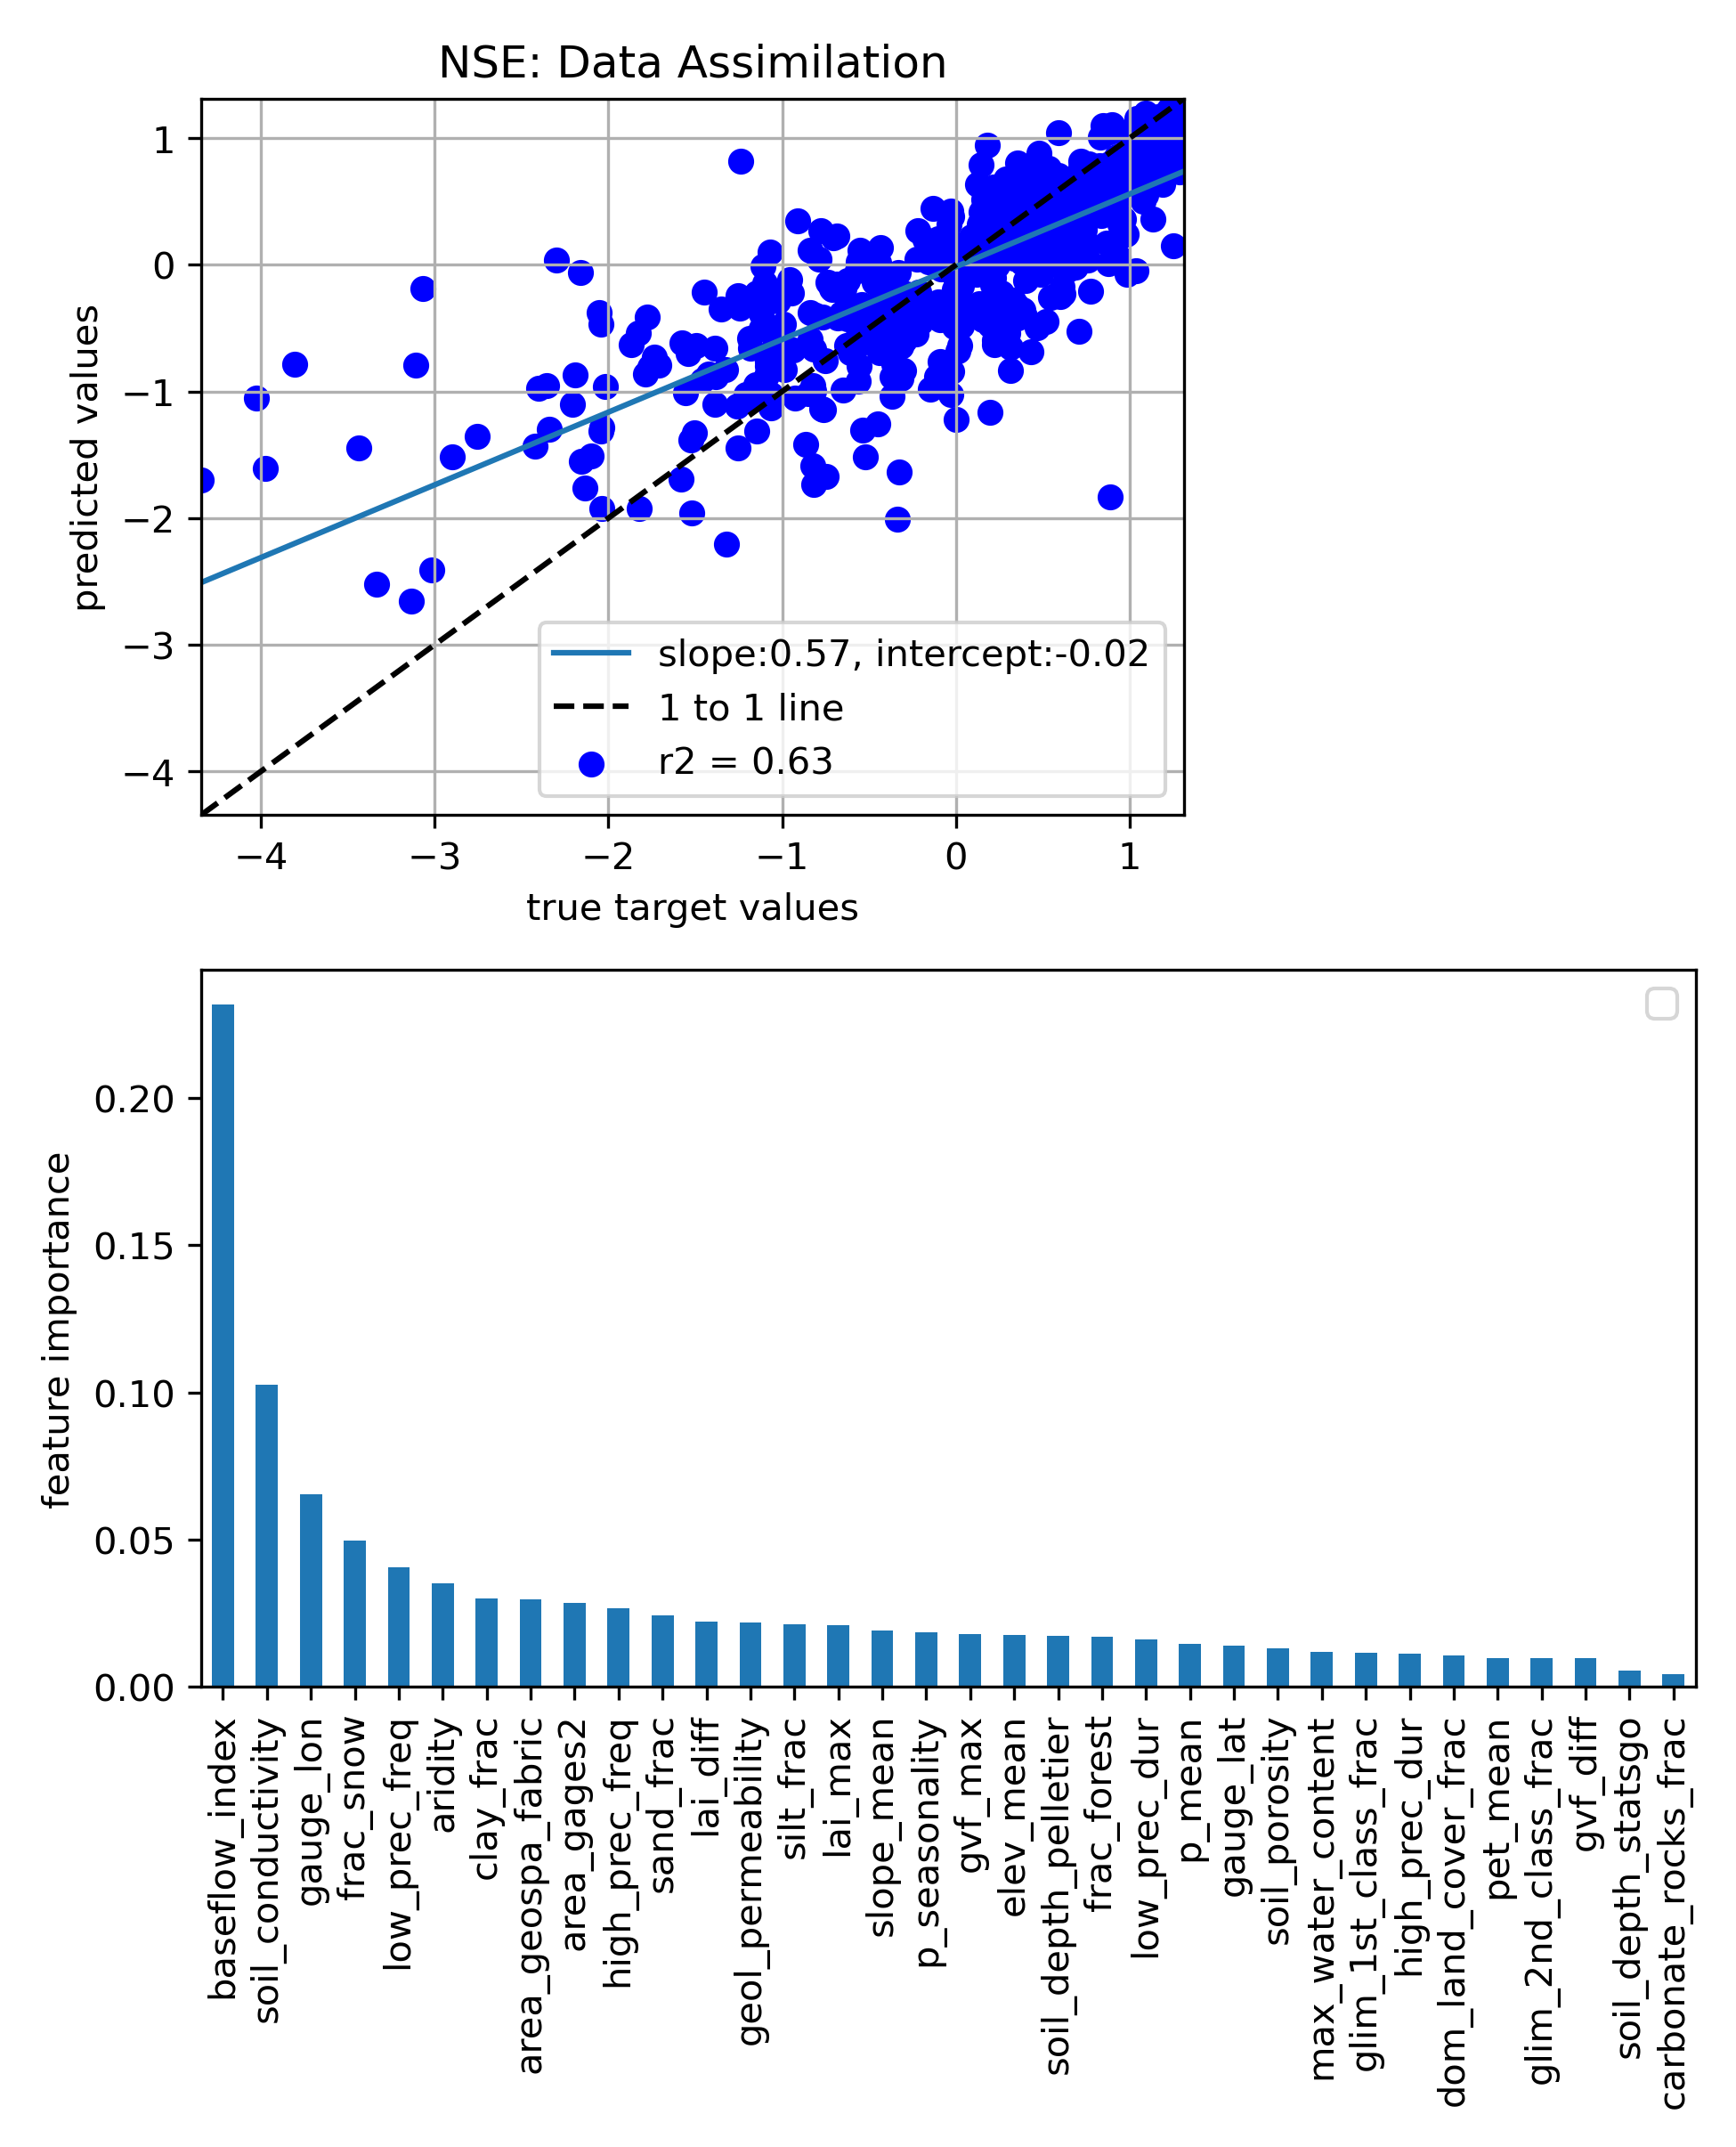 NSE: Data Assimilation
1
0
−1
−2
−3
−4
predicted values
slope:0.57, intercept:-0.02
1 to 1 line
r2 = 0.63
−4 −3 −2 −1 0 1
true target values
0.20
0.15
0.10
0.05
0.00
feature importance
baseflow_index
soil_conductivity
gauge_lon
frac_snow
low_prec_freq
aridity
clay_frac
area_geospa_fabric
area_gages2
high_prec_freq
sand_frac
lai_diff
geol_permeability
silt_frac
lai_max
slope_mean
p_seasonality
gvf_max
elev_mean
soil_depth_pelletier
frac_forest
low_prec_dur
p_mean
gauge_lat
soil_porosity
max_water_content
glim_1st_class_frac
high_prec_dur
dom_land_cover_frac
pet_mean
glim_2nd_class_frac
gvf_diff
soil_depth_statsgo
carbonate_rocks_frac